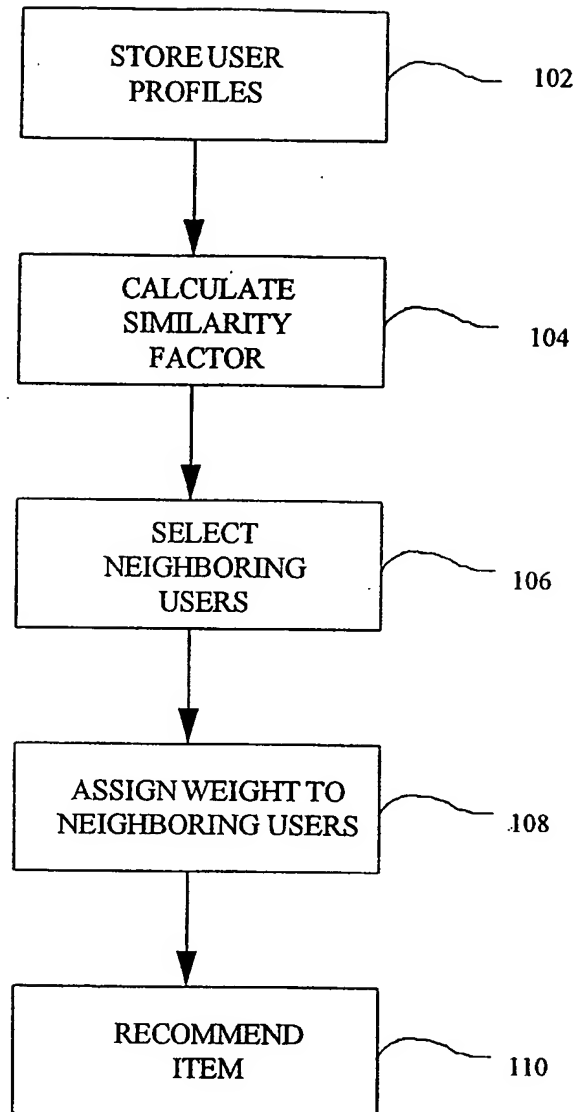 STORE USER
PROFILES
102
CALCULATE
SIMILARITY
FACTOR
104
SELECT
NEIGHBORING
USERS
106
ASSIGN WEIGHT TO
NEIGHBORING USERS
108
RECOMMEND
ITEM
110